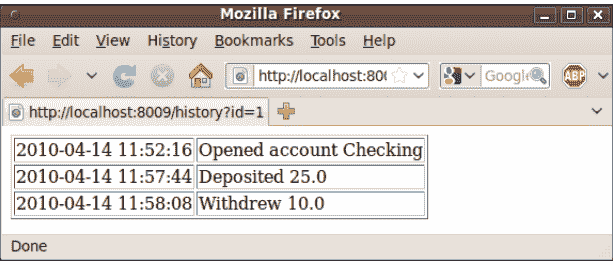 Mozilla Firefox
File Edit View History Bookmarks Tools Help
http://localhost:800 Google ABP
http://localhost:8009/history?id=1
2010-04-14 11:52:16 Opened account Checking
2010-04-14 11:57:44 Deposited 25.0
2010-04-14 11:58:08 Withdrew 10.0
Done